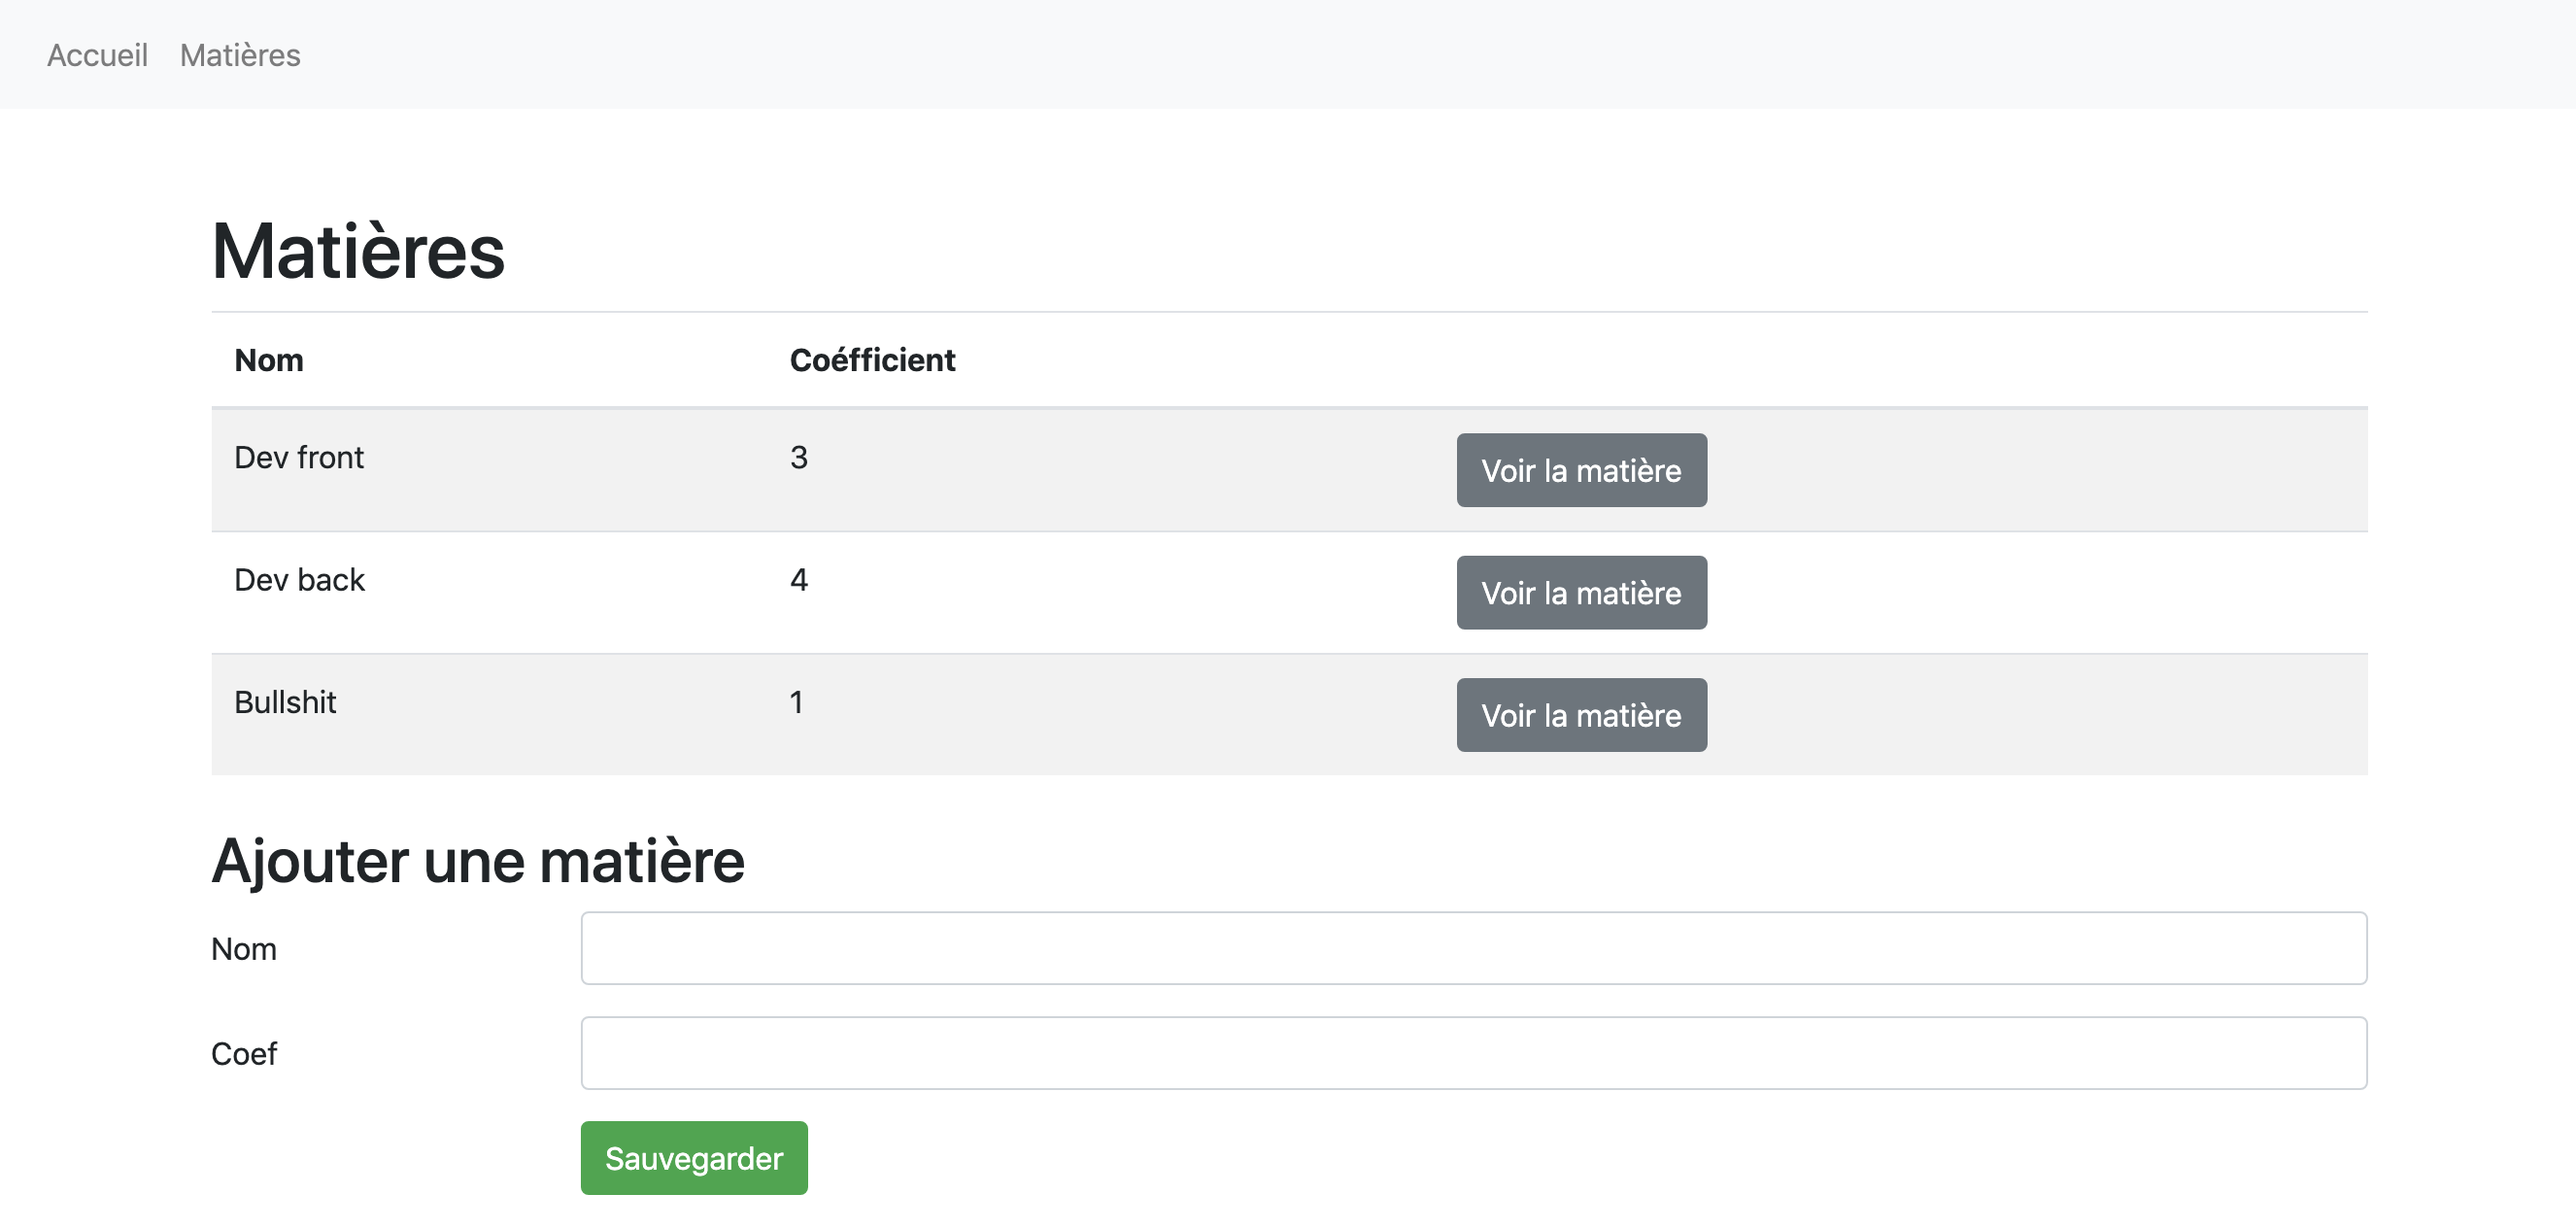 Accueil Matières
Matières
Nom Coéfficient
Dev front 3 Voir la matière
Dev back 4 Voir la matière
Bullshit 1 Voir la matière
Ajouter une matière
Nom
Coef
Sauvegarder